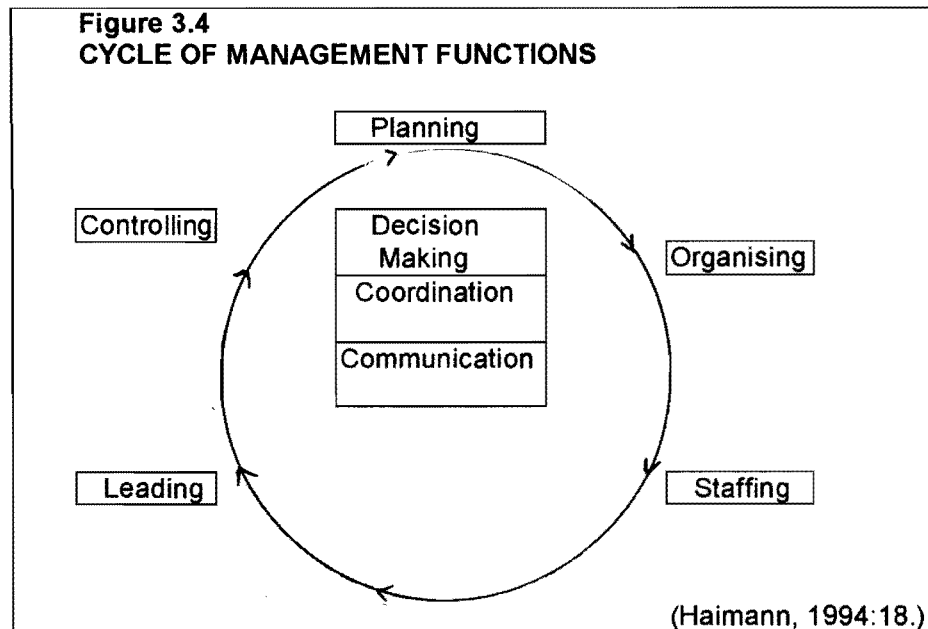 Figure 3.4
CYCLE OF MANAGEMENT FUNCTIONS
Planning
Controlling
Decision
Making
Organising
Coordination
Communication
Leading
Staffing
(Haimann, 1994:18.)